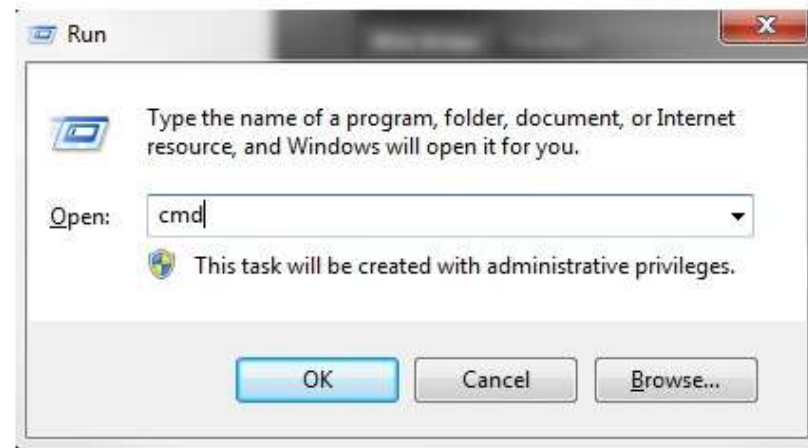 Run
Type the name of a program, folder, document, or Internet
resource, and Windows will open it for you.
Open: cmd
This task will be created with administrative privileges.
OK Cancel Browse...